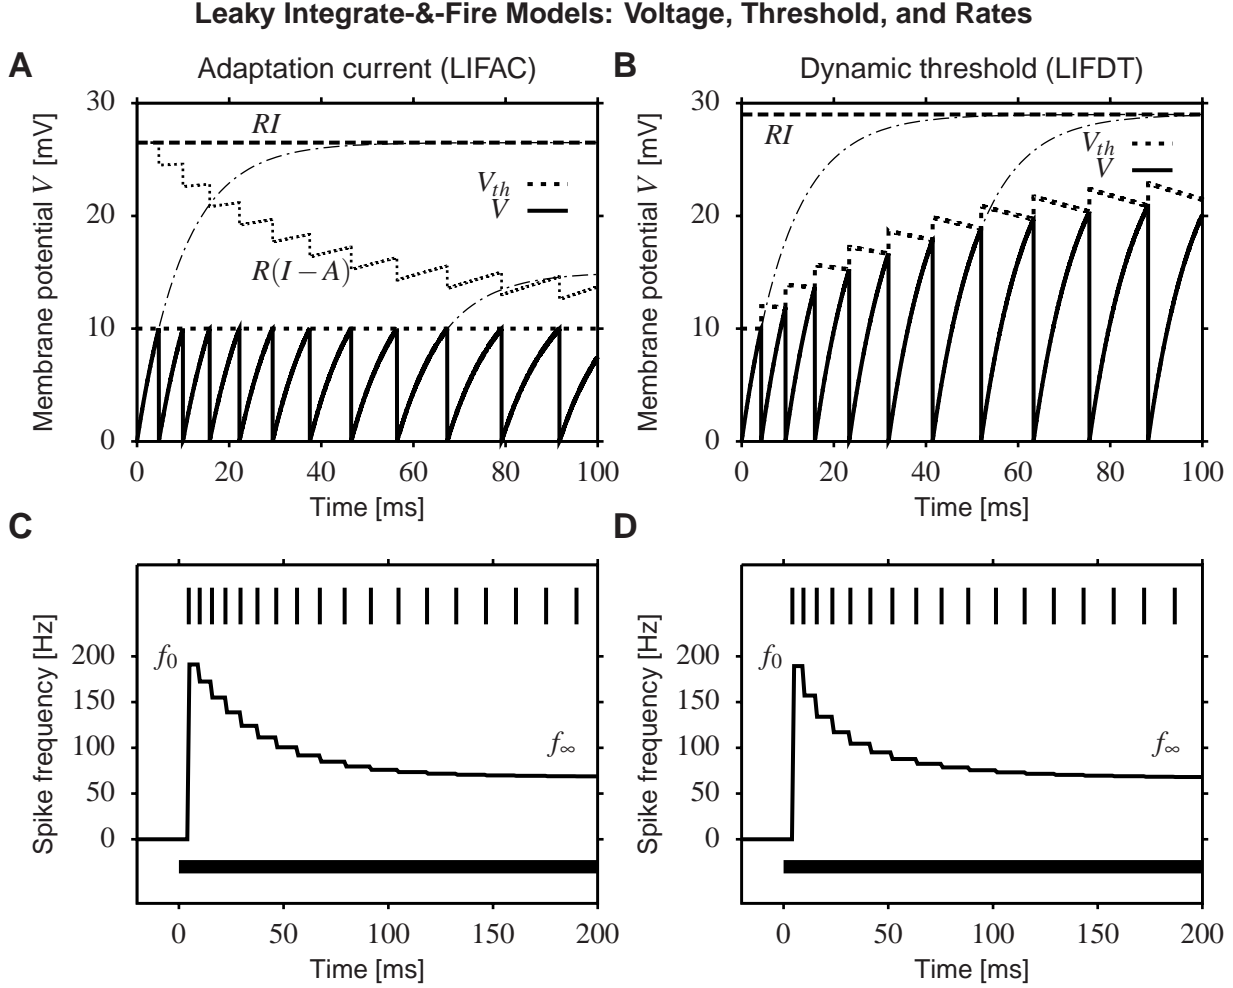 Leaky Integrate-&-Fire Models: Voltage, Threshold, and Rates
A
Adaptation current (LIFAC)
Membrane potential V [mV]
30
20
10
0
RI
V_th
V
R(I − A)
0 20 40 60 80 100
Time [ms]
B
Dynamic threshold (LIFDT)
Membrane potential V [mV]
30
20
10
0
RI
V_th
V
0 20 40 60 80 100
Time [ms]
C
Spike frequency [Hz]
200
150
100
50
0
f_0
f_∞
0 50 100 150 200
Time [ms]
D
Spike frequency [Hz]
200
150
100
50
0
f_0
f_∞
0 50 100 150 200
Time [ms]